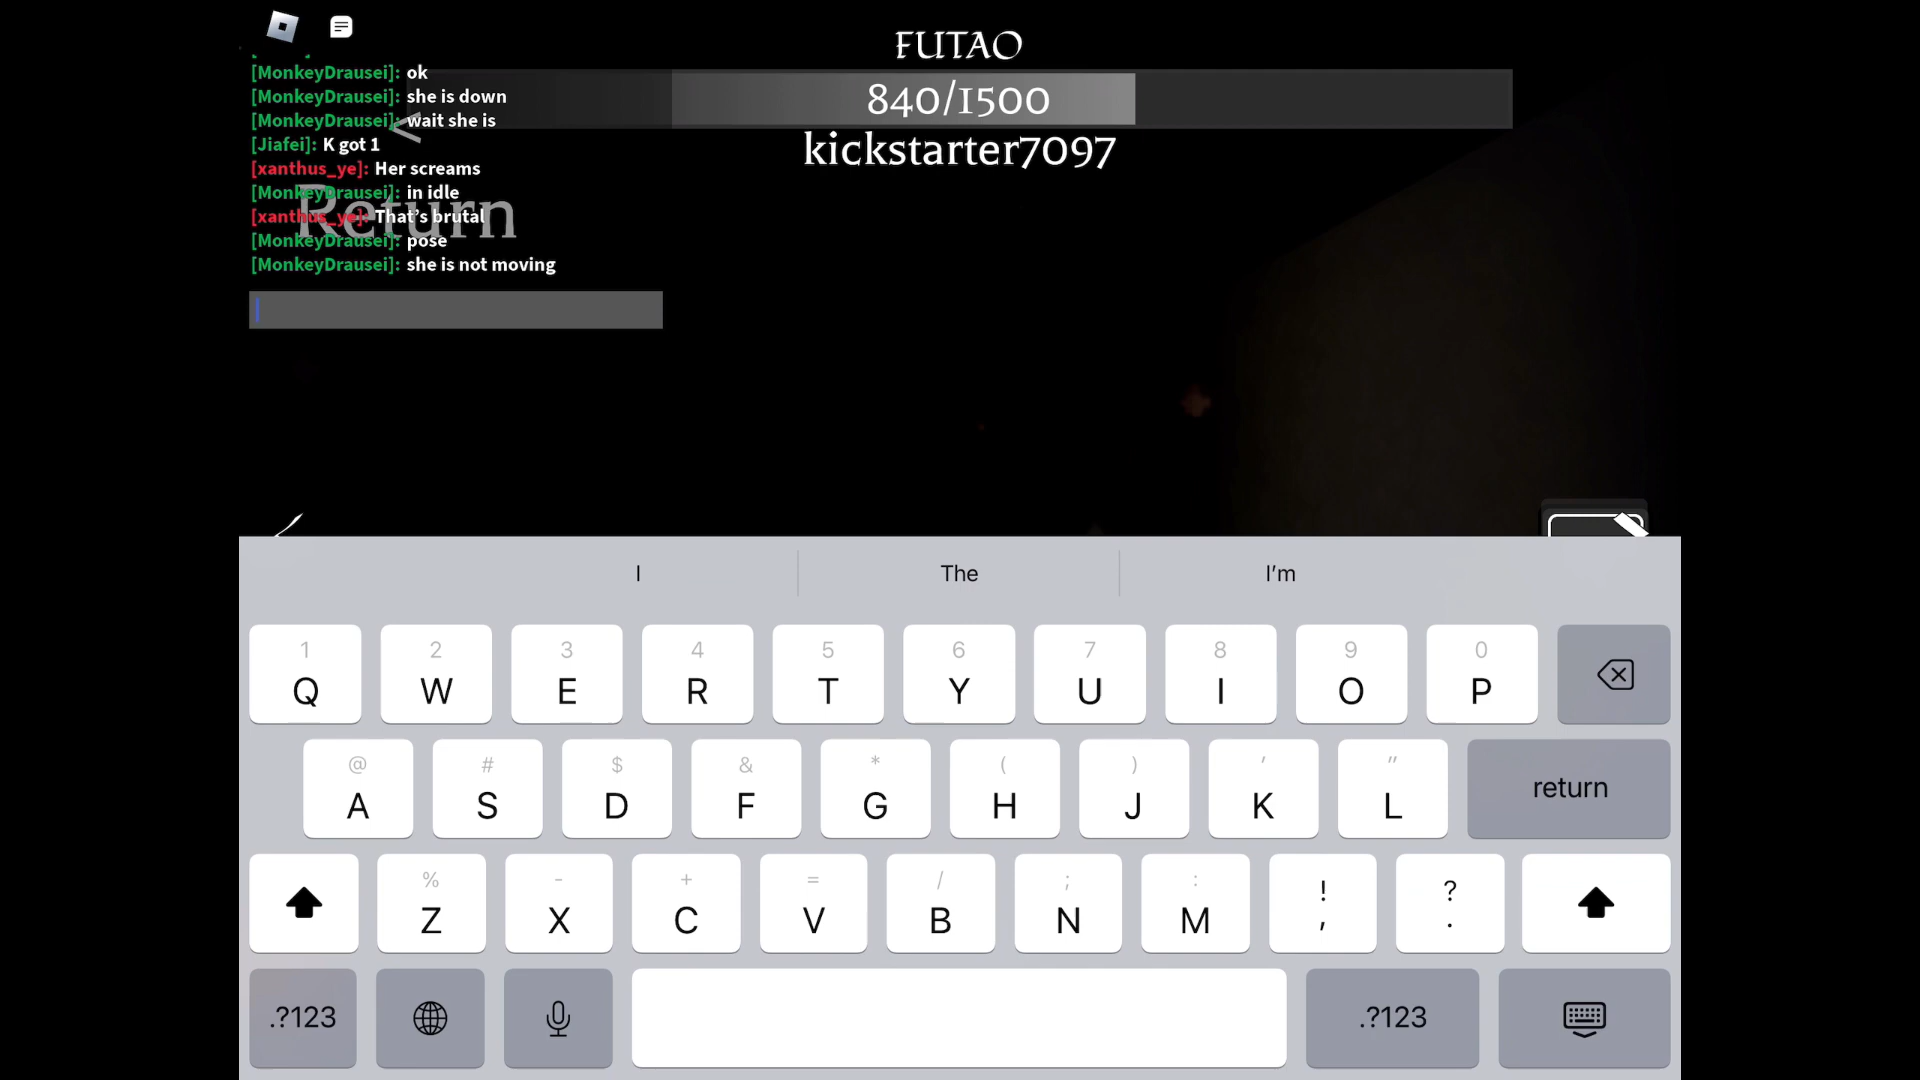 FUTAO
840/1500
kickstarter7097
[MonkeyDrausei]: ok
[MonkeyDrausei]: she is down
[MonkeyDrausei]: wait she is
[Jiafei]: K got 1
[xanthus_ye]: Her screams
[MonkeyDrausei]: in idle
[xanthus_ye]: That's brutal
[MonkeyDrausei]: pose
[MonkeyDrausei]: she is not moving
<
Return
I The I'm
1 2 3 4 5 6 7 8 9 0
Q W E R T Y U I O P
@ # $ & * ( ) ' "
A S D F G H J K L return
% - + = / ; : ! ?
Z X C V B N M , .
.?123 .?123